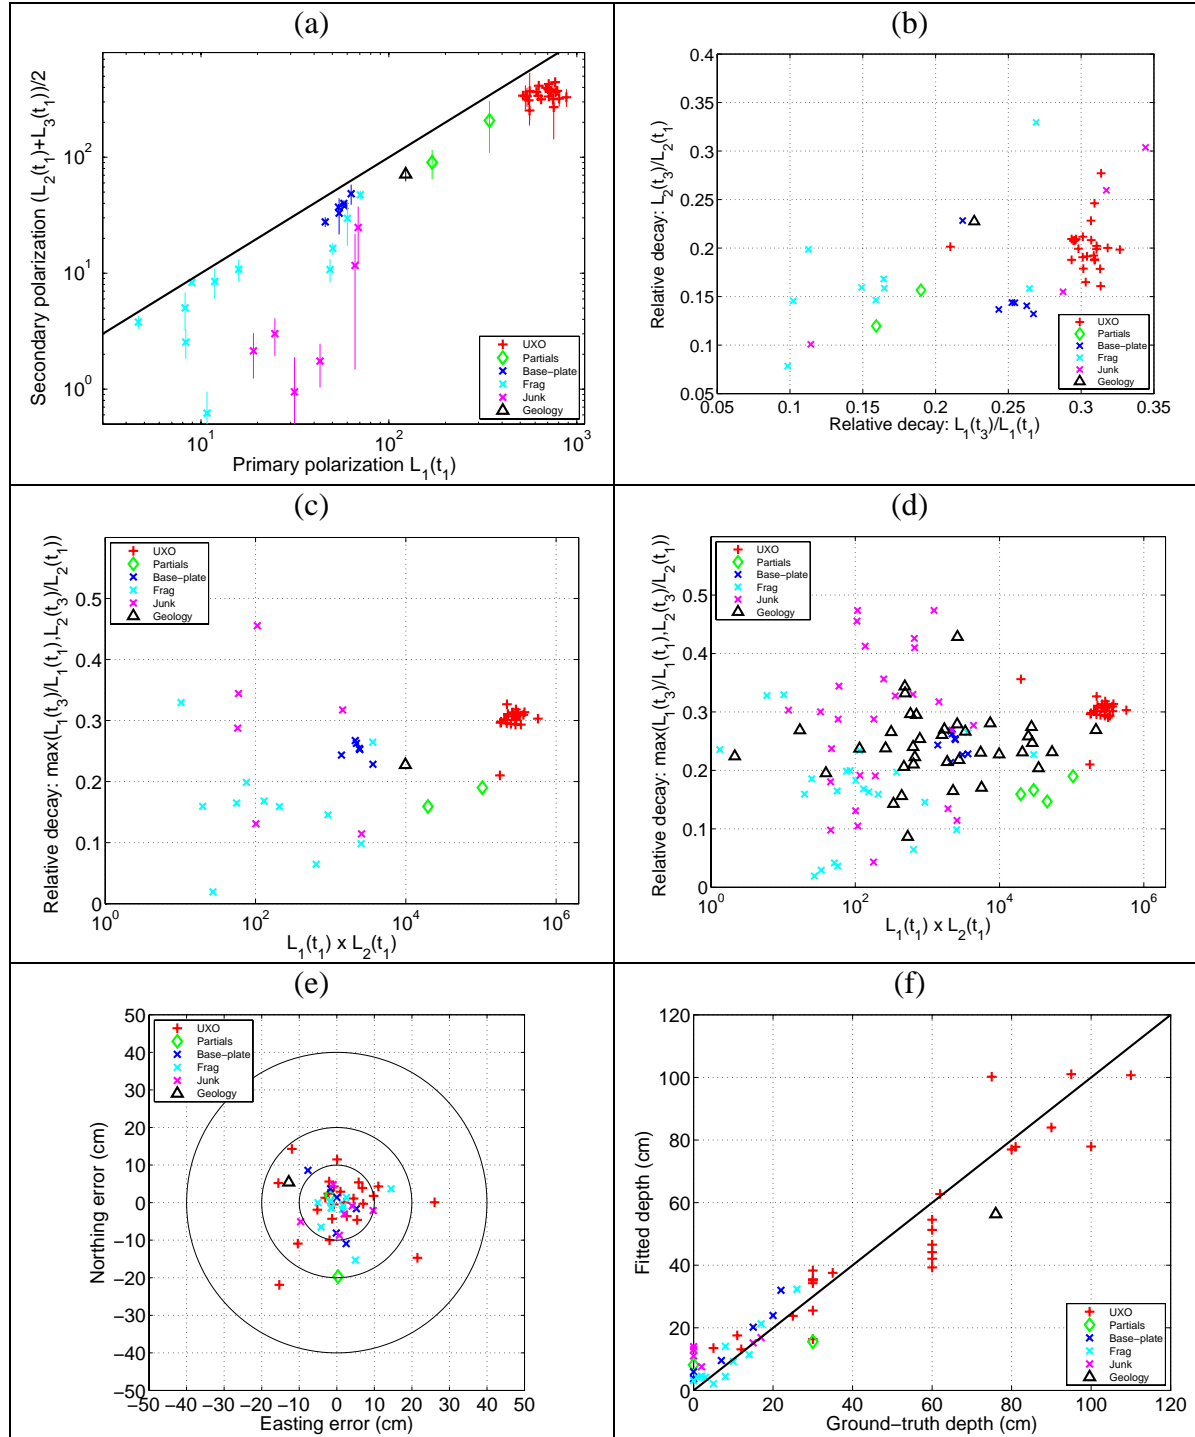 (a)
Secondary polarization (L2(t1)+L3(t1))/2
10^2
10^1
10^0
10^1
10^2
10^3
Primary polarization L1(t1)
UXO
Partials
Base-plate
Frag
Junk
Geology
(b)
Relative decay: L2(t3)/L2(t1)
0.4
0.35
0.3
0.25
0.2
0.15
0.1
0.05
0.05
0.1
0.15
0.2
0.25
0.3
0.35
Relative decay: L1(t3)/L1(t1)
UXO
Partials
Base-plate
Frag
Junk
Geology
(c)
Relative decay: max(L1(t3)/L1(t1),L2(t3)/L2(t1))
0.5
0.4
0.3
0.2
0.1
0
10^0
10^2
10^4
10^6
L1(t1) x L2(t1)
UXO
Partials
Base-plate
Frag
Junk
Geology
(d)
Relative decay: max(L1(t3)/L1(t1),L2(t3)/L2(t1))
0.5
0.4
0.3
0.2
0.1
0
10^0
10^2
10^4
10^6
L1(t1) x L2(t1)
UXO
Partials
Base-plate
Frag
Junk
Geology
(e)
Northing error (cm)
50
40
30
20
10
0
−10
−20
−30
−40
−50
−50
−40
−30
−20
−10
0
10
20
30
40
50
Easting error (cm)
UXO
Partials
Base-plate
Frag
Junk
Geology
(f)
Fitted depth (cm)
120
100
80
60
40
20
0
0
20
40
60
80
100
120
Ground−truth depth (cm)
UXO
Partials
Base-plate
Frag
Junk
Geology